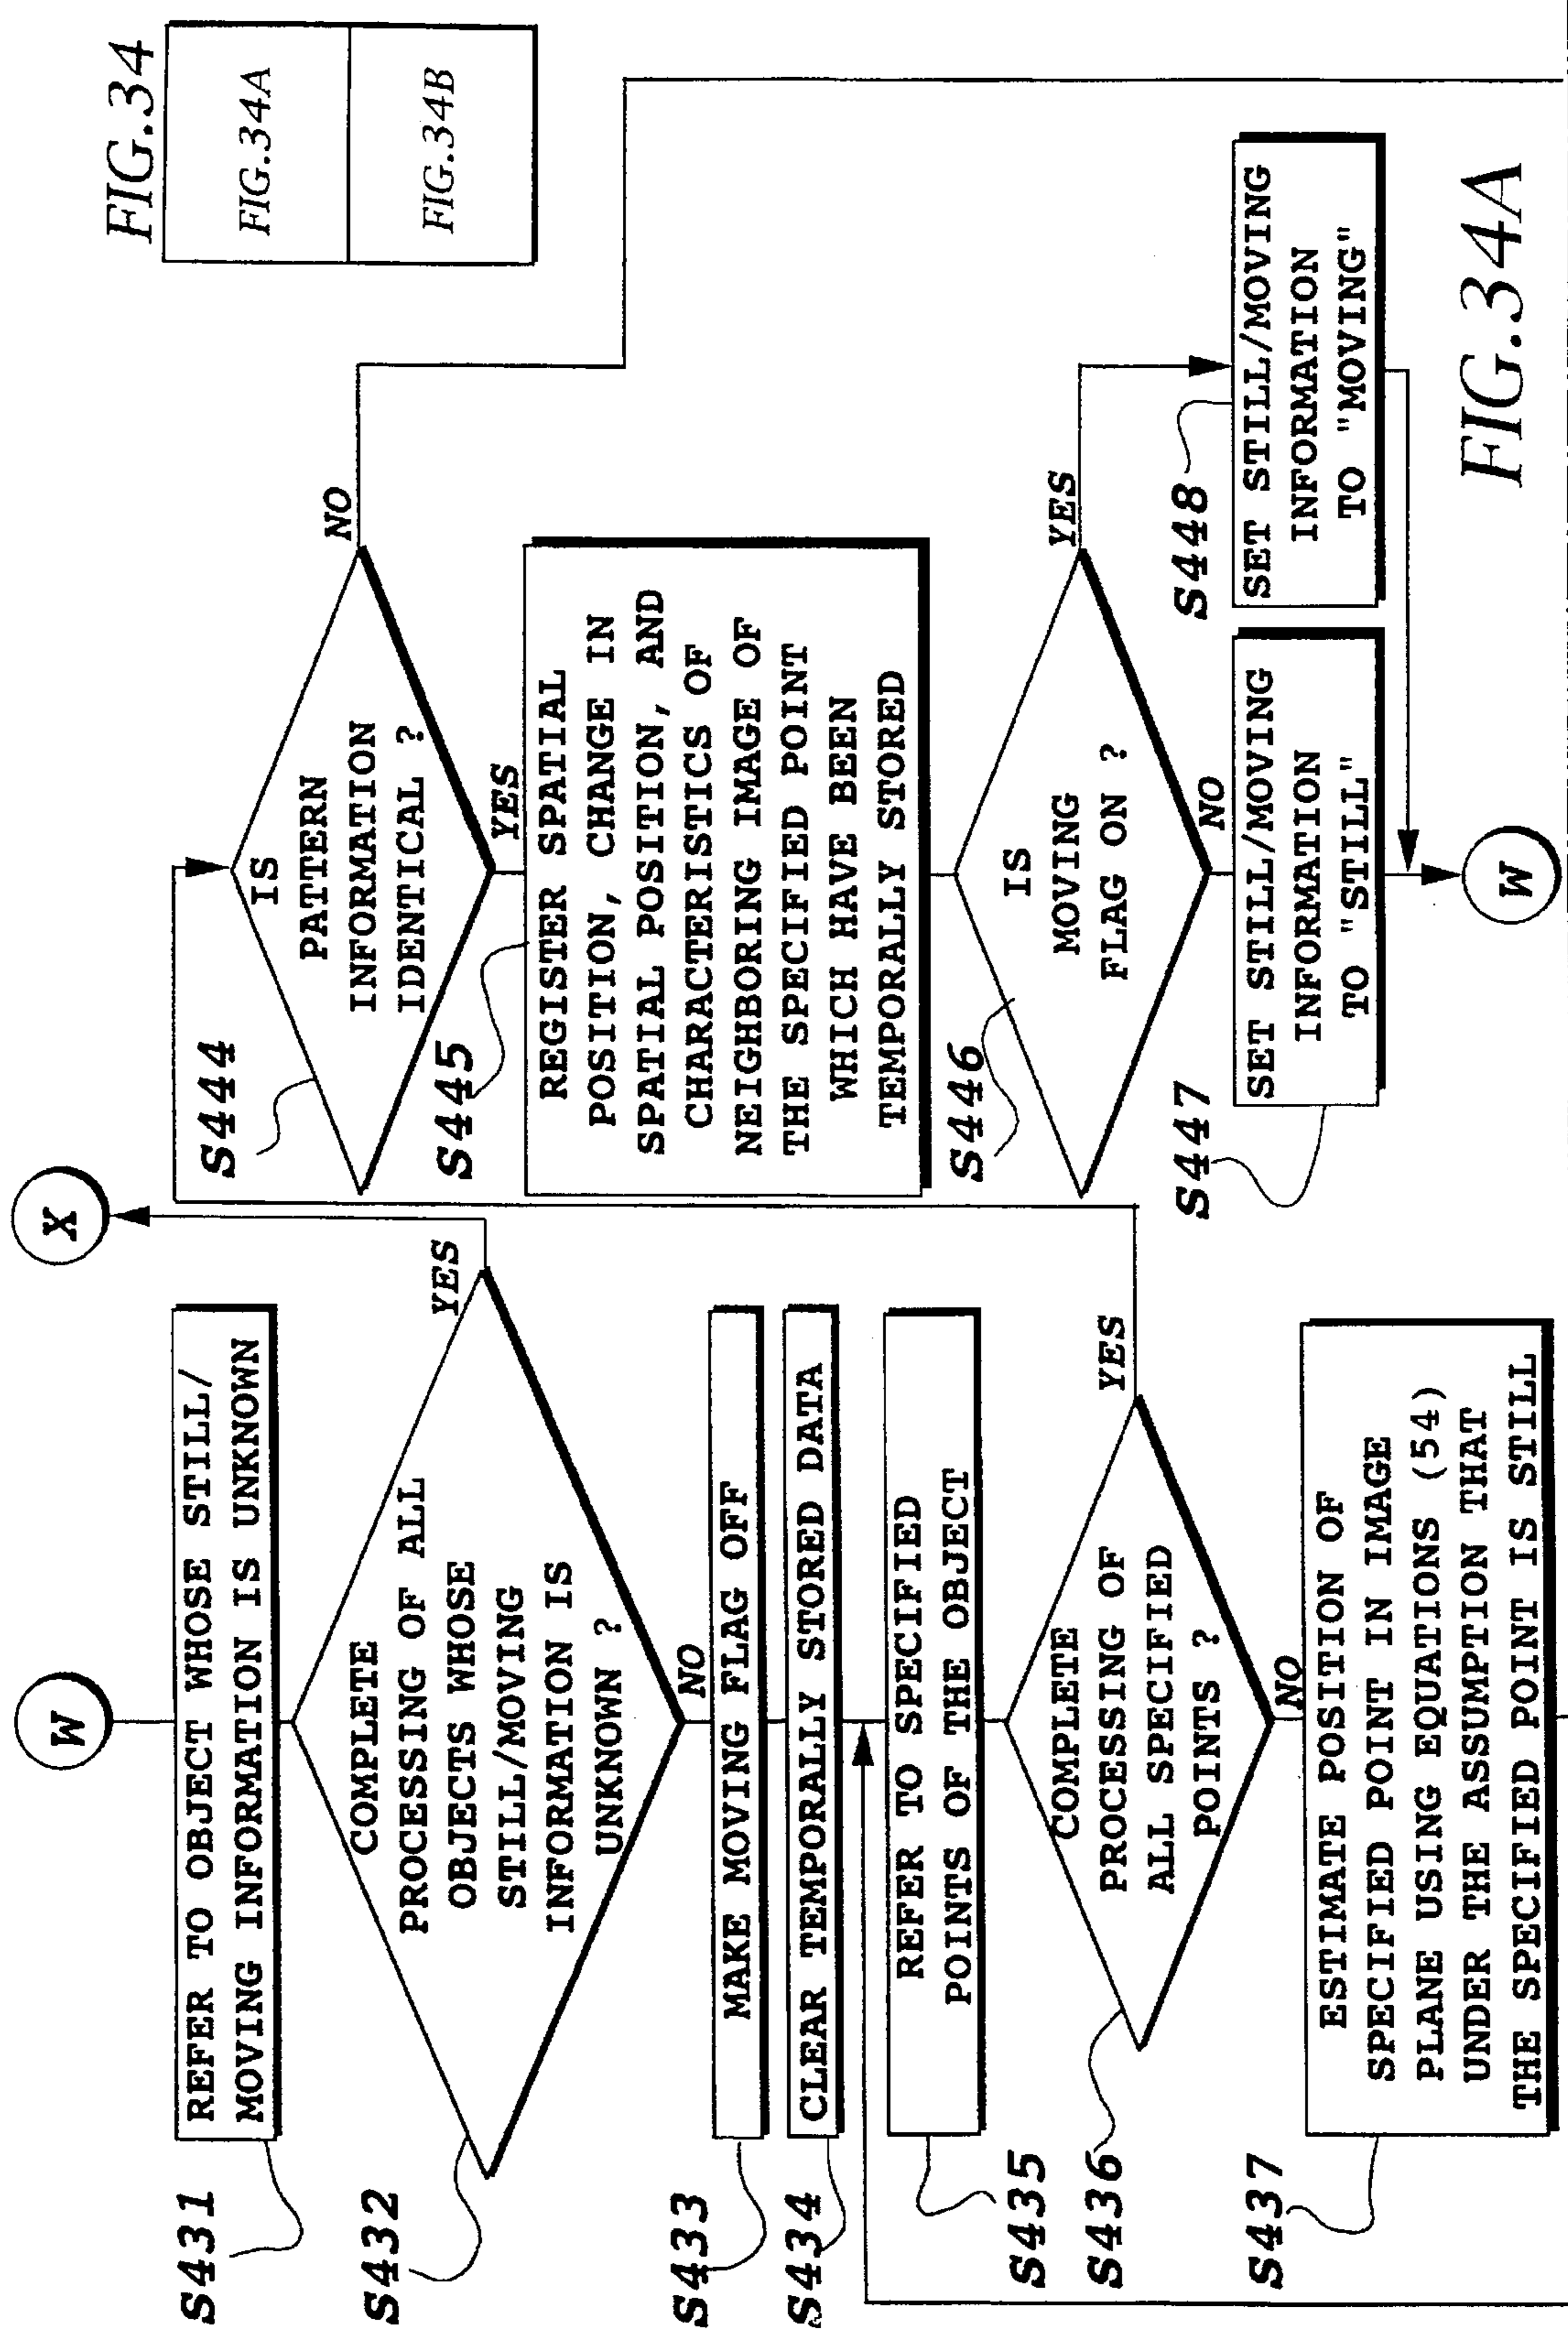 FIG.34
FIG.34A
FIG.34B
W
X
S431
REFER TO OBJECT WHOSE STILL/
MOVING INFORMATION IS UNKNOWN
S432
COMPLETE
PROCESSING OF ALL
OBJECTS WHOSE
STILL/MOVING
INFORMATION IS
UNKNOWN ?
YES
NO
S433
MAKE MOVING FLAG OFF
S434
CLEAR TEMPORALLY STORED DATA
S435
REFER TO SPECIFIED
POINTS OF THE OBJECT
S436
COMPLETE
PROCESSING OF
ALL SPECIFIED
POINTS ?
YES
NO
S437
ESTIMATE POSITION OF
SPECIFIED POINT IN IMAGE
PLANE USING EQUATIONS (54)
UNDER THE ASSUMPTION THAT
THE SPECIFIED POINT IS STILL
S444
IS
PATTERN
INFORMATION
IDENTICAL ?
NO
YES
S445
REGISTER SPATIAL
POSITION, CHANGE IN
SPATIAL POSITION, AND
CHARACTERISTICS OF
NEIGHBORING IMAGE OF
THE SPECIFIED POINT
WHICH HAVE BEEN
TEMPORALLY STORED
S446
IS
MOVING
FLAG ON ?
YES
NO
S447
SET STILL/MOVING
INFORMATION
TO "STILL"
S448
SET STILL/MOVING
INFORMATION
TO "MOVING"
W
FIG.34A